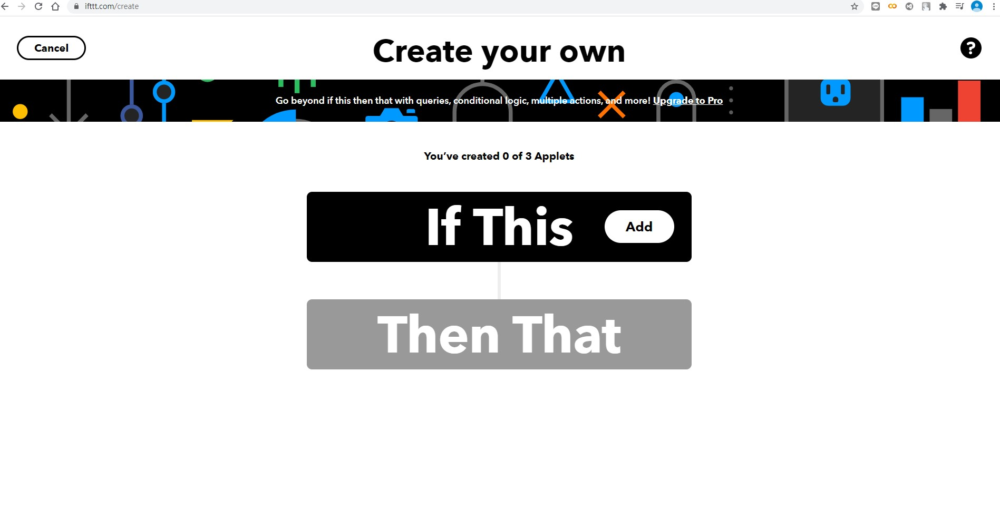 ifttt.com/create
Cancel
Create your own
?
Go beyond if this then that with queries, conditional logic, multiple actions, and more! Upgrade to Pro
You’ve created 0 of 3 Applets
If This
Add
Then That